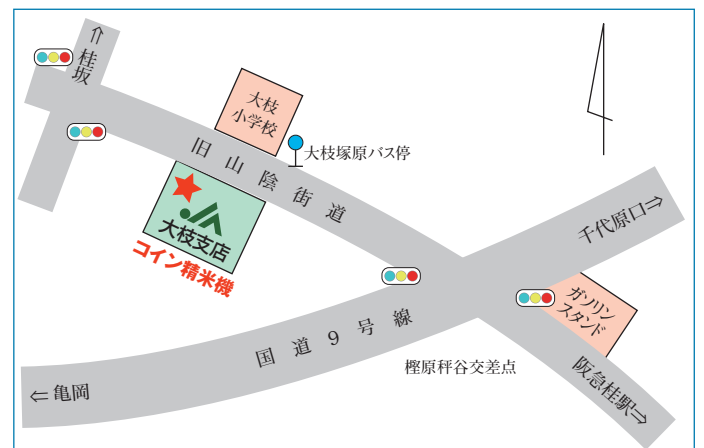 ⇑桂坂
大枝
小学校
大枝塚原バス停
旧山陰街道
千代原口⇒
JA
大枝支店
コイン精米機
ガソリン
スタンド
国道9号線
樫原秤谷交差点
⇐亀岡
阪急桂駅⇒